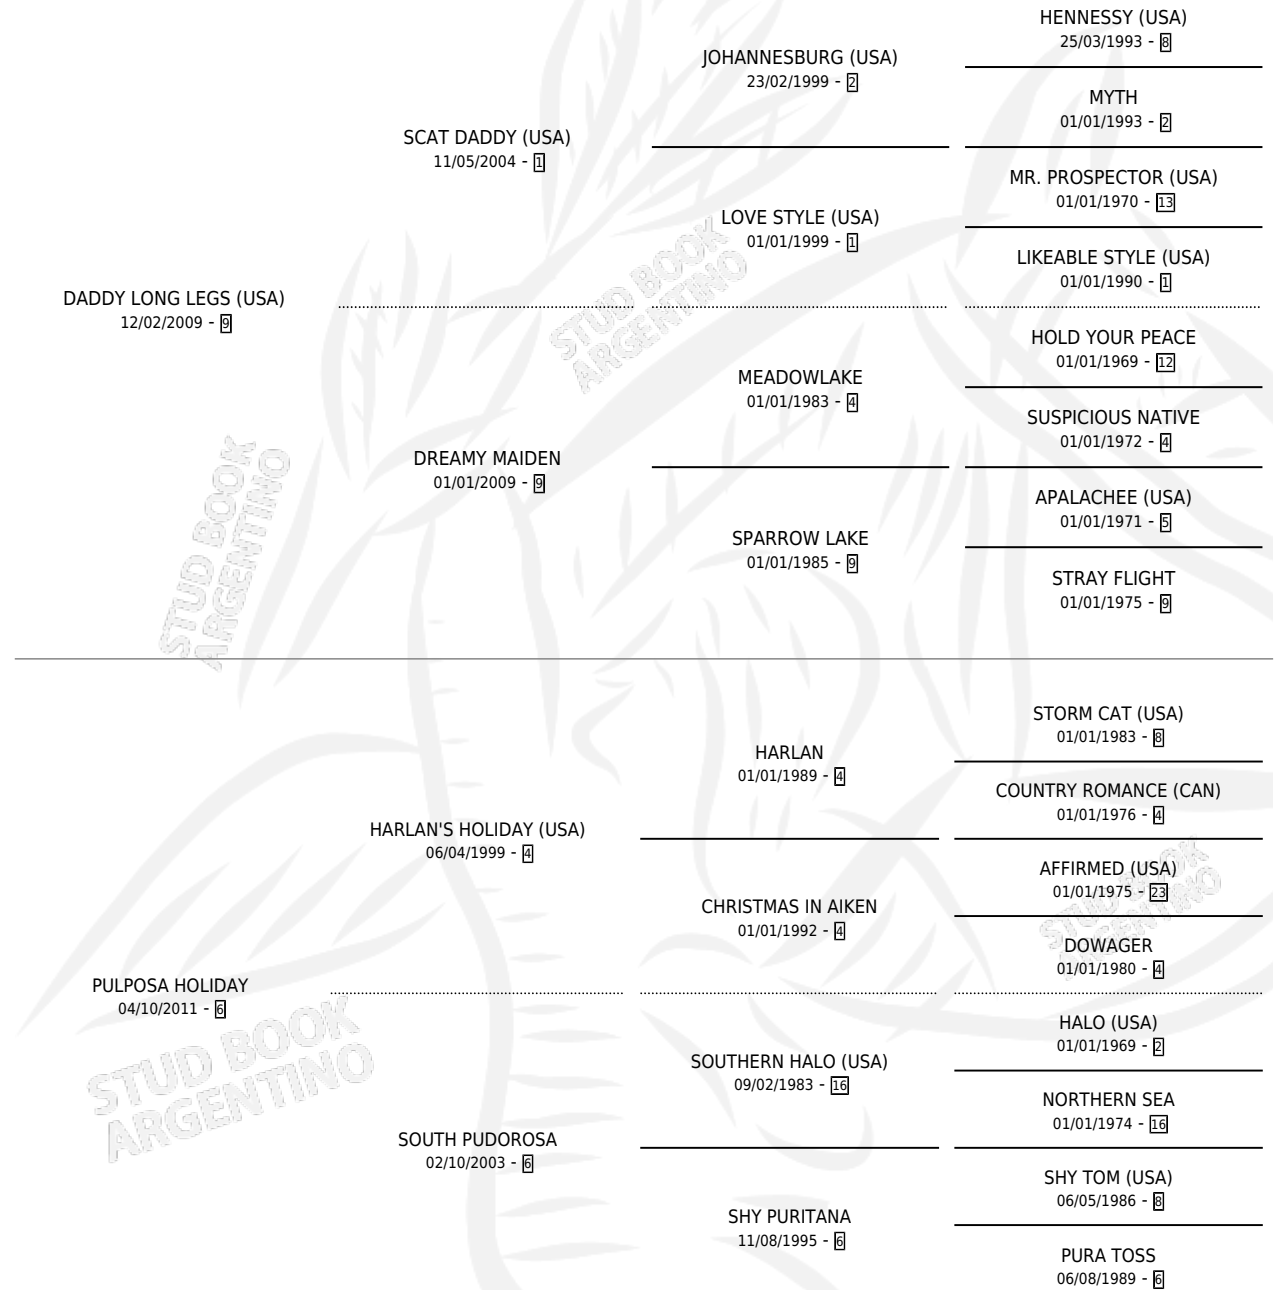 HENNESSY (USA)
25/03/1993 - 8
JOHANNESBURG (USA)
23/02/1999 - 2
MYTH
01/01/1993 - 2
SCAT DADDY (USA)
11/05/2004 - 1
MR. PROSPECTOR (USA)
01/01/1970 - 13
LOVE STYLE (USA)
01/01/1999 - 1
LIKEABLE STYLE (USA)
01/01/1990 - 1
DADDY LONG LEGS (USA)
12/02/2009 - 9
HOLD YOUR PEACE
01/01/1969 - 12
MEADOWLAKE
01/01/1983 - 4
SUSPICIOUS NATIVE
01/01/1972 - 4
DREAMY MAIDEN
01/01/2009 - 9
APALACHEE (USA)
01/01/1971 - 5
SPARROW LAKE
01/01/1985 - 9
STRAY FLIGHT
01/01/1975 - 9
STORM CAT (USA)
01/01/1983 - 8
HARLAN
01/01/1989 - 4
COUNTRY ROMANCE (CAN)
01/01/1976 - 4
HARLAN'S HOLIDAY (USA)
06/04/1999 - 4
AFFIRMED (USA)
01/01/1975 - 23
CHRISTMAS IN AIKEN
01/01/1992 - 4
DOWAGER
01/01/1980 - 4
PULPOSA HOLIDAY
04/10/2011 - 6
HALO (USA)
01/01/1969 - 2
SOUTHERN HALO (USA)
09/02/1983 - 16
NORTHERN SEA
01/01/1974 - 16
SOUTH PUDOROSA
02/10/2003 - 6
SHY TOM (USA)
06/05/1986 - 8
SHY PURITANA
11/08/1995 - 6
PURA TOSS
06/08/1989 - 6
STUD BOOK
ARGENTINO
STUD BOOK
ARGENTINO
STUD BOOK
ARGENTINO
STUD BOOK
ARGENTINO